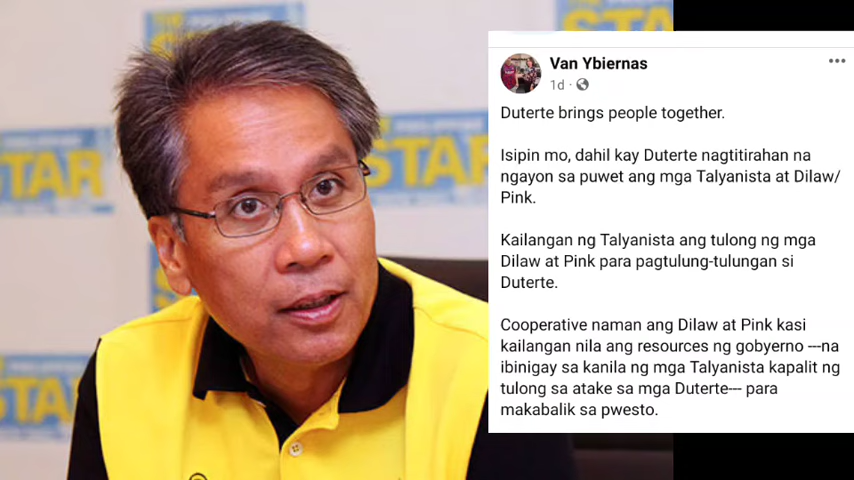 THE PHILIPPINE
STAR
STAR
STAR
STAR
Van Ybiernas
1d
Duterte brings people together.
Isipin mo, dahil kay Duterte nagtitirahan na
ngayon sa puwet ang mga Talyanista at Dilaw/
Pink.
Kailangan ng Talyanista ang tulong ng mga
Dilaw at Pink para pagtulung-tulungan si
Duterte.
Cooperative naman ang Dilaw at Pink kasi
kailangan nila ang resources ng gobyerno ---na
ibinigay sa kanila ng mga Talyanista kapalit ng
tulong sa atake sa mga Duterte--- para
makabalik sa pwesto.